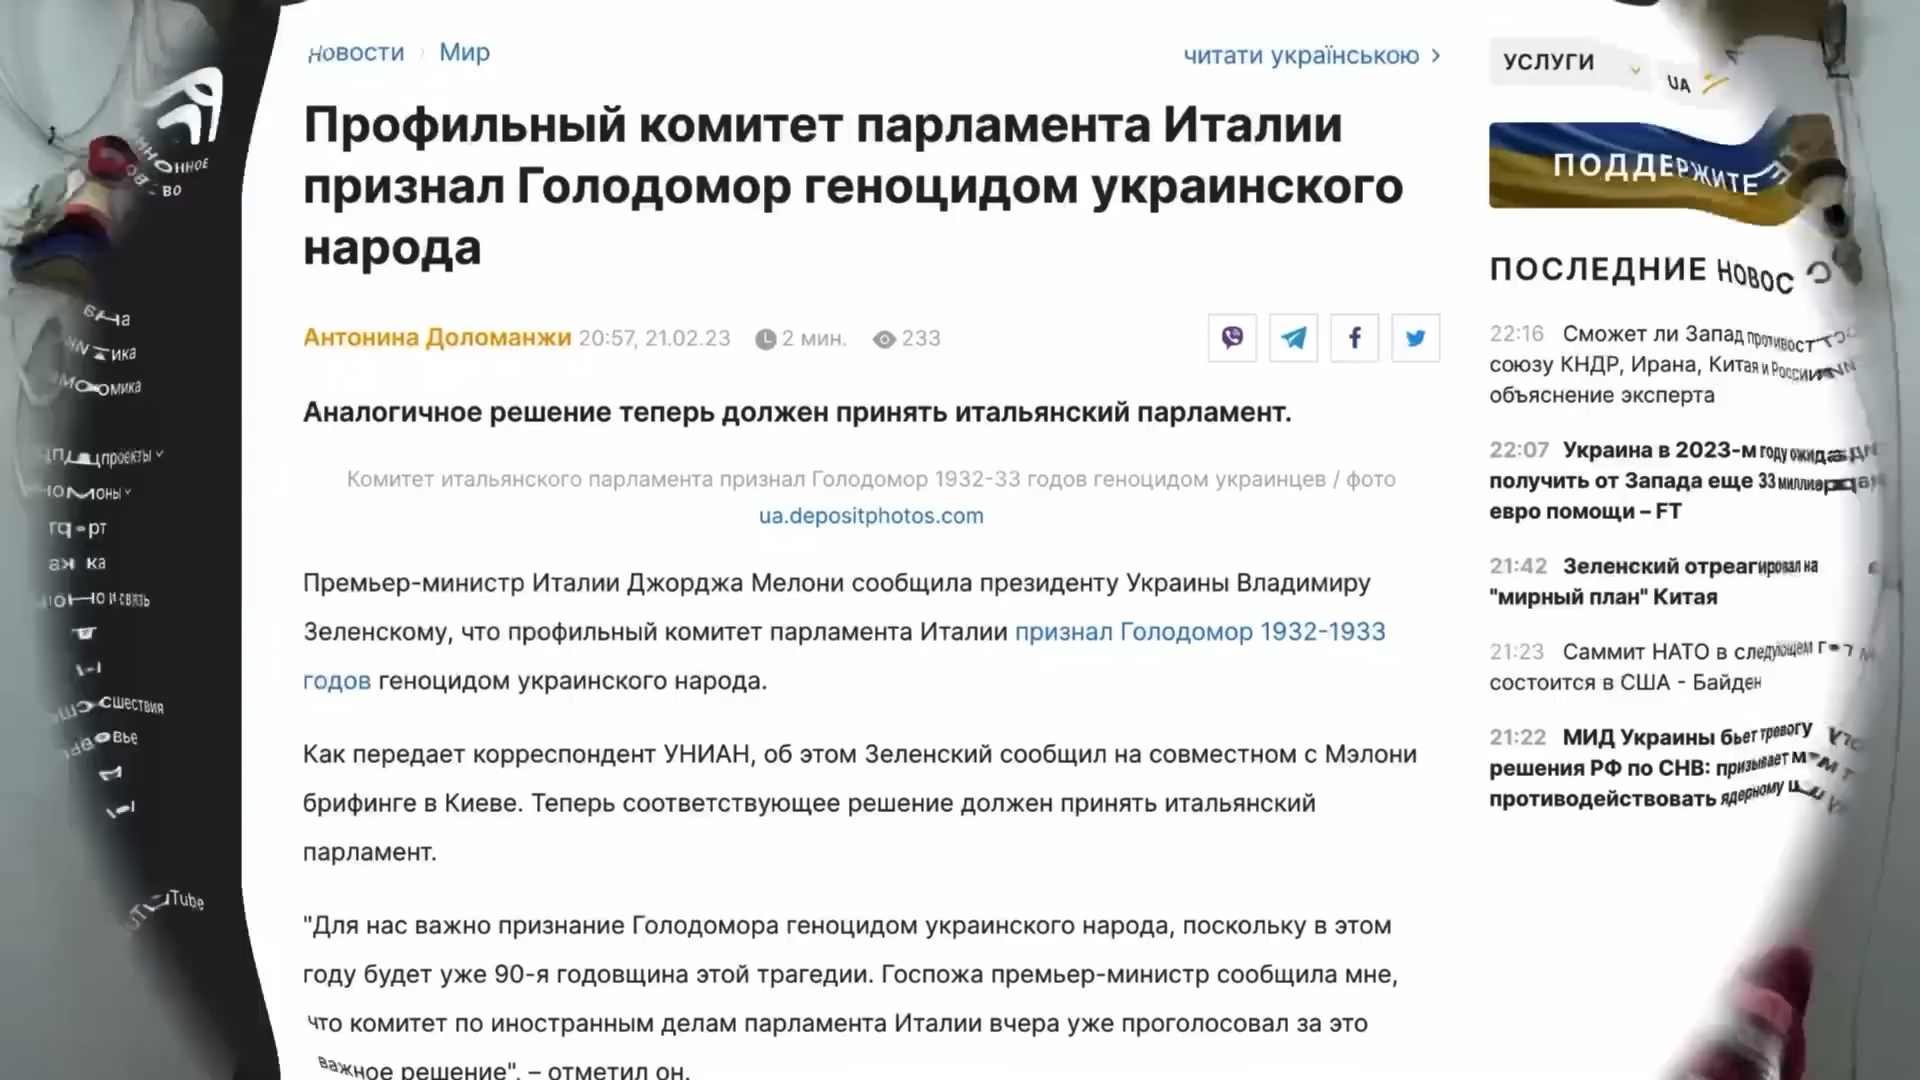 Новости
Мир
читати українською
УСЛУГИ
UA
Профильный комитет парламента Италии
признал Голодомор геноцидом украинского
народа
Антонина Доломанжи 20:57, 21.02.23 2 мин. 233
Аналогичное решение теперь должен принять итальянский парламент.
Комитет итальянского парламента признал Голодомор 1932-33 годов геноцидом украинцев / фото
ua.depositphotos.com
Премьер-министр Италии Джорджа Мелони сообщила президенту Украины Владимиру
Зеленскому, что профильный комитет парламента Италии признал Голодомор 1932-1933
годов геноцидом украинского народа.
Как передает корреспондент УНИАН, об этом Зеленский сообщил на совместном с Мэлони
брифинге в Киеве. Теперь соответствующее решение должен принять итальянский
парламент.
"Для нас важно признание Голодомора геноцидом украинского народа, поскольку в этом
году будет уже 90-я годовщина этой трагедии. Госпожа премьер-министр сообщила мне,
что комитет по иностранным делам парламента Италии вчера уже проголосовал за это
важное решение", – отметил он.
ПОДДЕРЖИТЕ
ПОСЛЕДНИЕ
22:16 Сможет ли Запад
союзу КНДР, Ирана, Китая и России
объяснение эксперта
22:07 Украина в 2023-м году
получить от Запада еще 33
евро помощи – FT
21:42 Зеленский отреагировал на
"мирный план" Китая
21:23 Саммит НАТО в следующем
состоится в США - Байден
21:22 МИД Украины бьет тревогу
решения РФ по СНВ: призывает
противодействовать ядерному